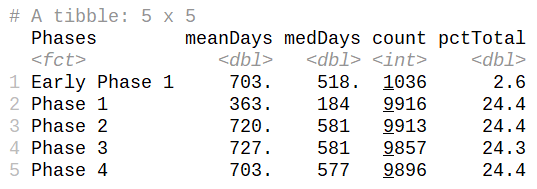 # A tibble: 5 x 5
Phases meanDays medDays count pctTotal
<fct> <dbl> <dbl> <int> <dbl>
1 Early Phase 1 703. 518. 1036 2.6
2 Phase 1 363. 184 9916 24.4
3 Phase 2 720. 581 9913 24.4
4 Phase 3 727. 581 9857 24.3
5 Phase 4 703. 577 9896 24.4